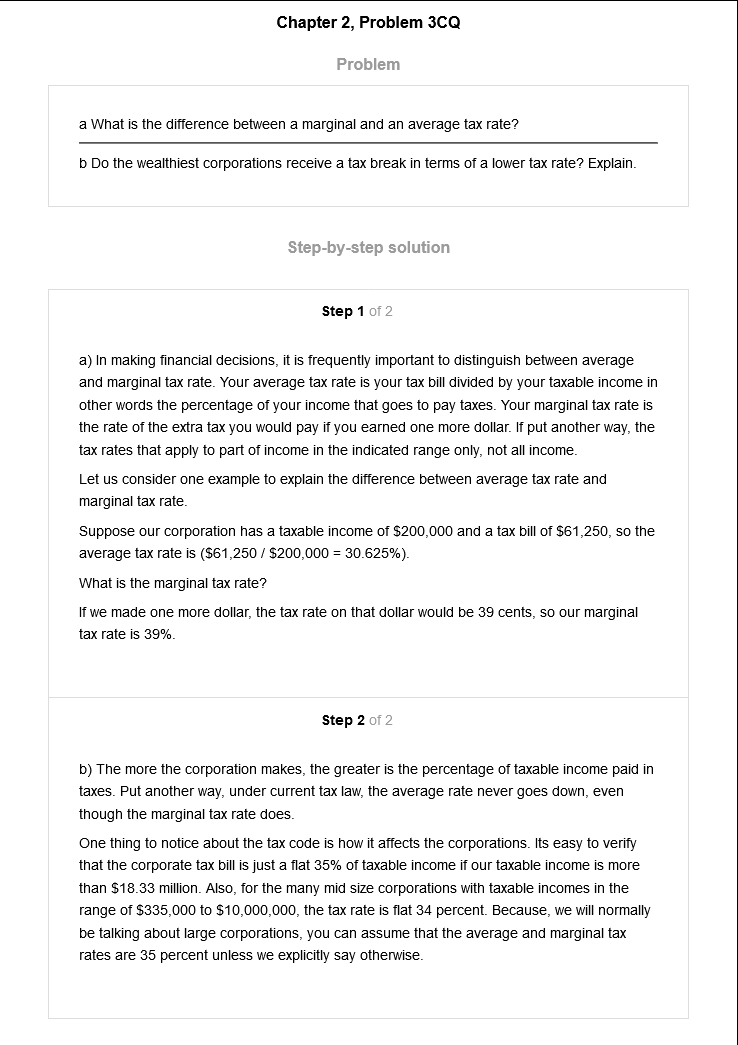 Chapter 2, Problem 3CQ
Problem
a What is the difference between a marginal and an average tax rate?
b Do the wealthiest corporations receive a tax break in terms of a lower tax rate? Explain.
Step-by-step solution
Step 1 of 2
a) In making financial decisions, it is frequently important to distinguish between average
and marginal tax rate. Your average tax rate is your tax bill divided by your taxable income in
other words the percentage of your income that goes to pay taxes. Your marginal tax rate is
the rate of the extra tax you would pay if you earned one more dollar. If put another way, the
tax rates that apply to part of income in the indicated range only, not all income.
Let us consider one example to explain the difference between average tax rate and
marginal tax rate.
Suppose our corporation has a taxable income of $200,000 and a tax bill of $61,250, so the
average tax rate is ($61,250 / $200,000 = 30.625%).
What is the marginal tax rate?
If we made one more dollar, the tax rate on that dollar would be 39 cents, so our marginal
tax rate is 39%.
Step 2 of 2
b) The more the corporation makes, the greater is the percentage of taxable income paid in
taxes. Put another way, under current tax law, the average rate never goes down, even
though the marginal tax rate does.
One thing to notice about the tax code is how it affects the corporations. Its easy to verify
that the corporate tax bill is just a flat 35% of taxable income if our taxable income is more
than $18.33 million. Also, for the many mid size corporations with taxable incomes in the
range of $335,000 to $10,000,000, the tax rate is flat 34 percent. Because, we will normally
be talking about large corporations, you can assume that the average and marginal tax
rates are 35 percent unless we explicitly say otherwise.